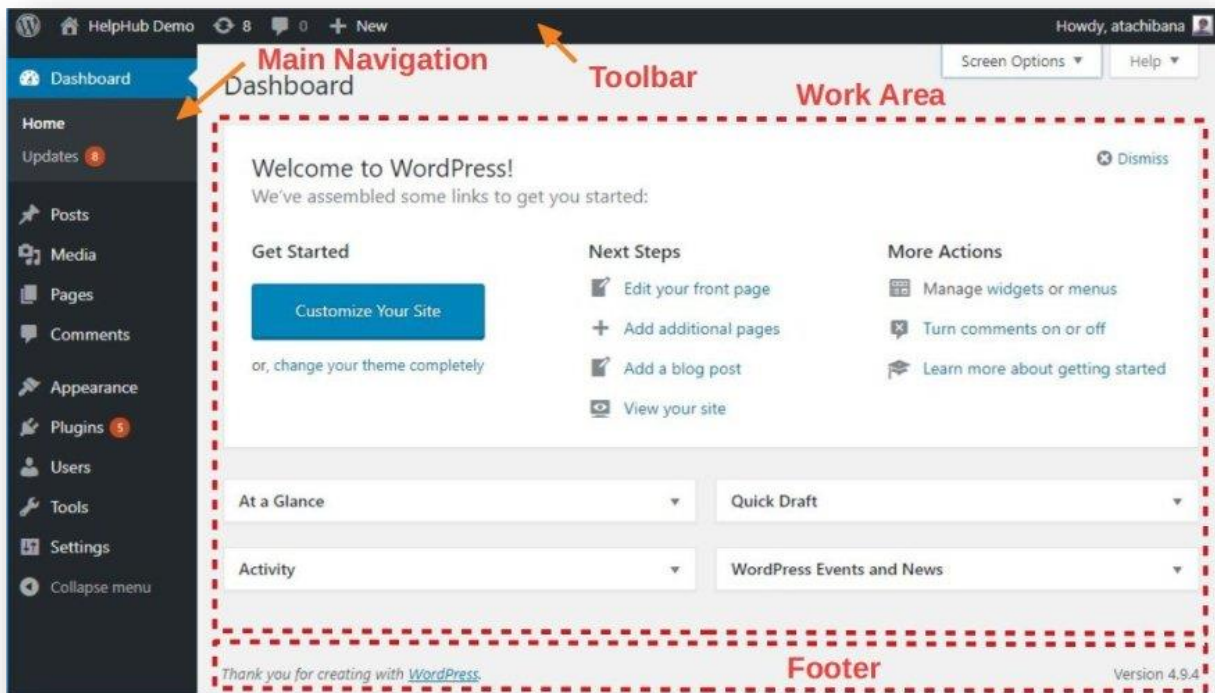 HelpHub Demo 8 0 + New Howdy, atachibana
Main Navigation
Toolbar
Work Area
Screen Options ▼
Help ▼
Dashboard
Home
Updates 8
Posts
Media
Pages
Comments
Appearance
Plugins 5
Users
Tools
Settings
Collapse menu
Dashboard
Welcome to WordPress!
Dismiss
We've assembled some links to get you started:
Get Started
Customize Your Site
or, change your theme completely
Next Steps
Edit your front page
Add additional pages
Add a blog post
View your site
More Actions
Manage widgets or menus
Turn comments on or off
Learn more about getting started
At a Glance
Quick Draft
Activity
WordPress Events and News
Footer
Thank you for creating with WordPress.
Version 4.9.4